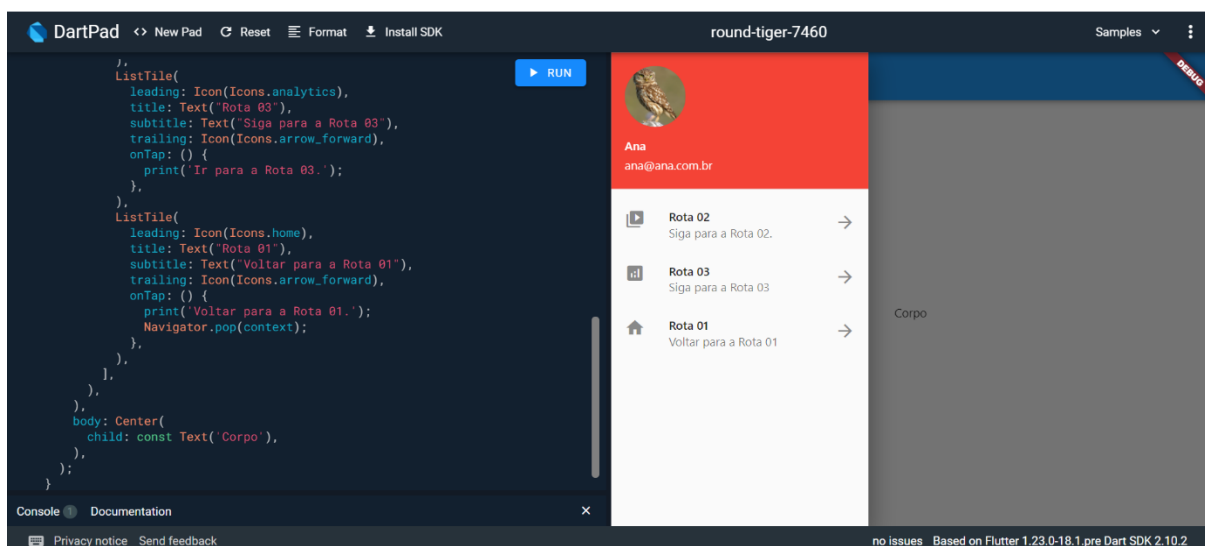 DartPad <> New Pad Reset Format Install SDK round-tiger-7460 Samples
),
ListTile(
leading: Icon(Icons.analytics),
title: Text("Rota 03"),
subtitle: Text("Siga para a Rota 03"),
trailing: Icon(Icons.arrow_forward),
onTap: () {
print('Ir para a Rota 03.');
},
),
ListTile(
leading: Icon(Icons.home),
title: Text("Rota 01"),
subtitle: Text("Voltar para a Rota 01"),
trailing: Icon(Icons.arrow_forward),
onTap: () {
print('Voltar para a Rota 01.');
Navigator.pop(context);
},
),
],
),
),
body: Center(
child: const Text('Corpo'),
),
);
}
RUN
DEBUG
Ana
ana@ana.com.br
Rota 02
Siga para a Rota 02.
Rota 03
Siga para a Rota 03
Rota 01
Voltar para a Rota 01
Corpo
Console 1 Documentation ×
Privacy notice Send feedback no issues Based on Flutter 1.23.0-18.1.pre Dart SDK 2.10.2